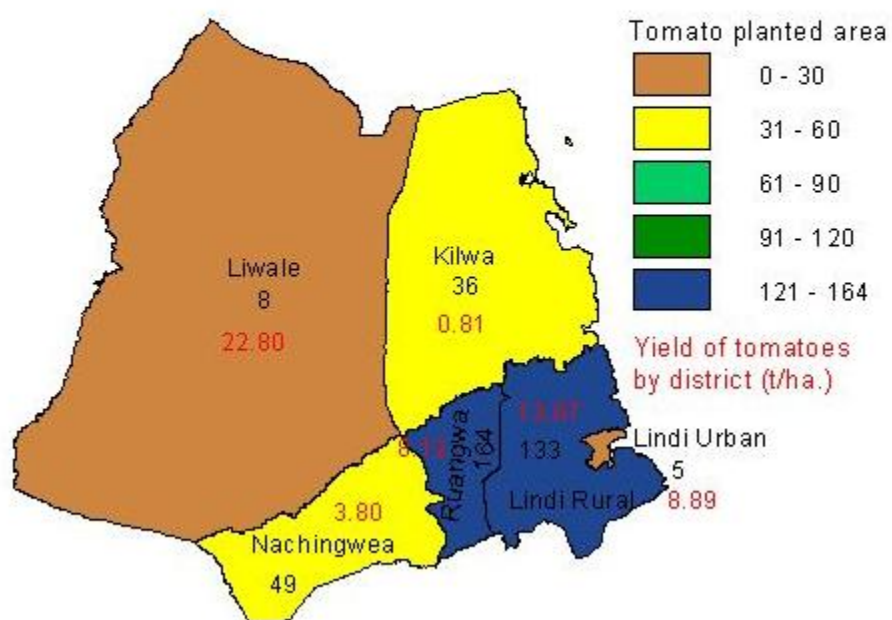 Tomato planted area
0 - 30
31 - 60
61 - 90
91 - 120
121 - 164
Yield of tomatoes
by district (t/ha.)
Liwale
8
22.80
Kilwa
36
0.81
Ruangwa
164
133
Lindi Rural
Lindi Urban
5
8.89
3.80
Nachingwea
49